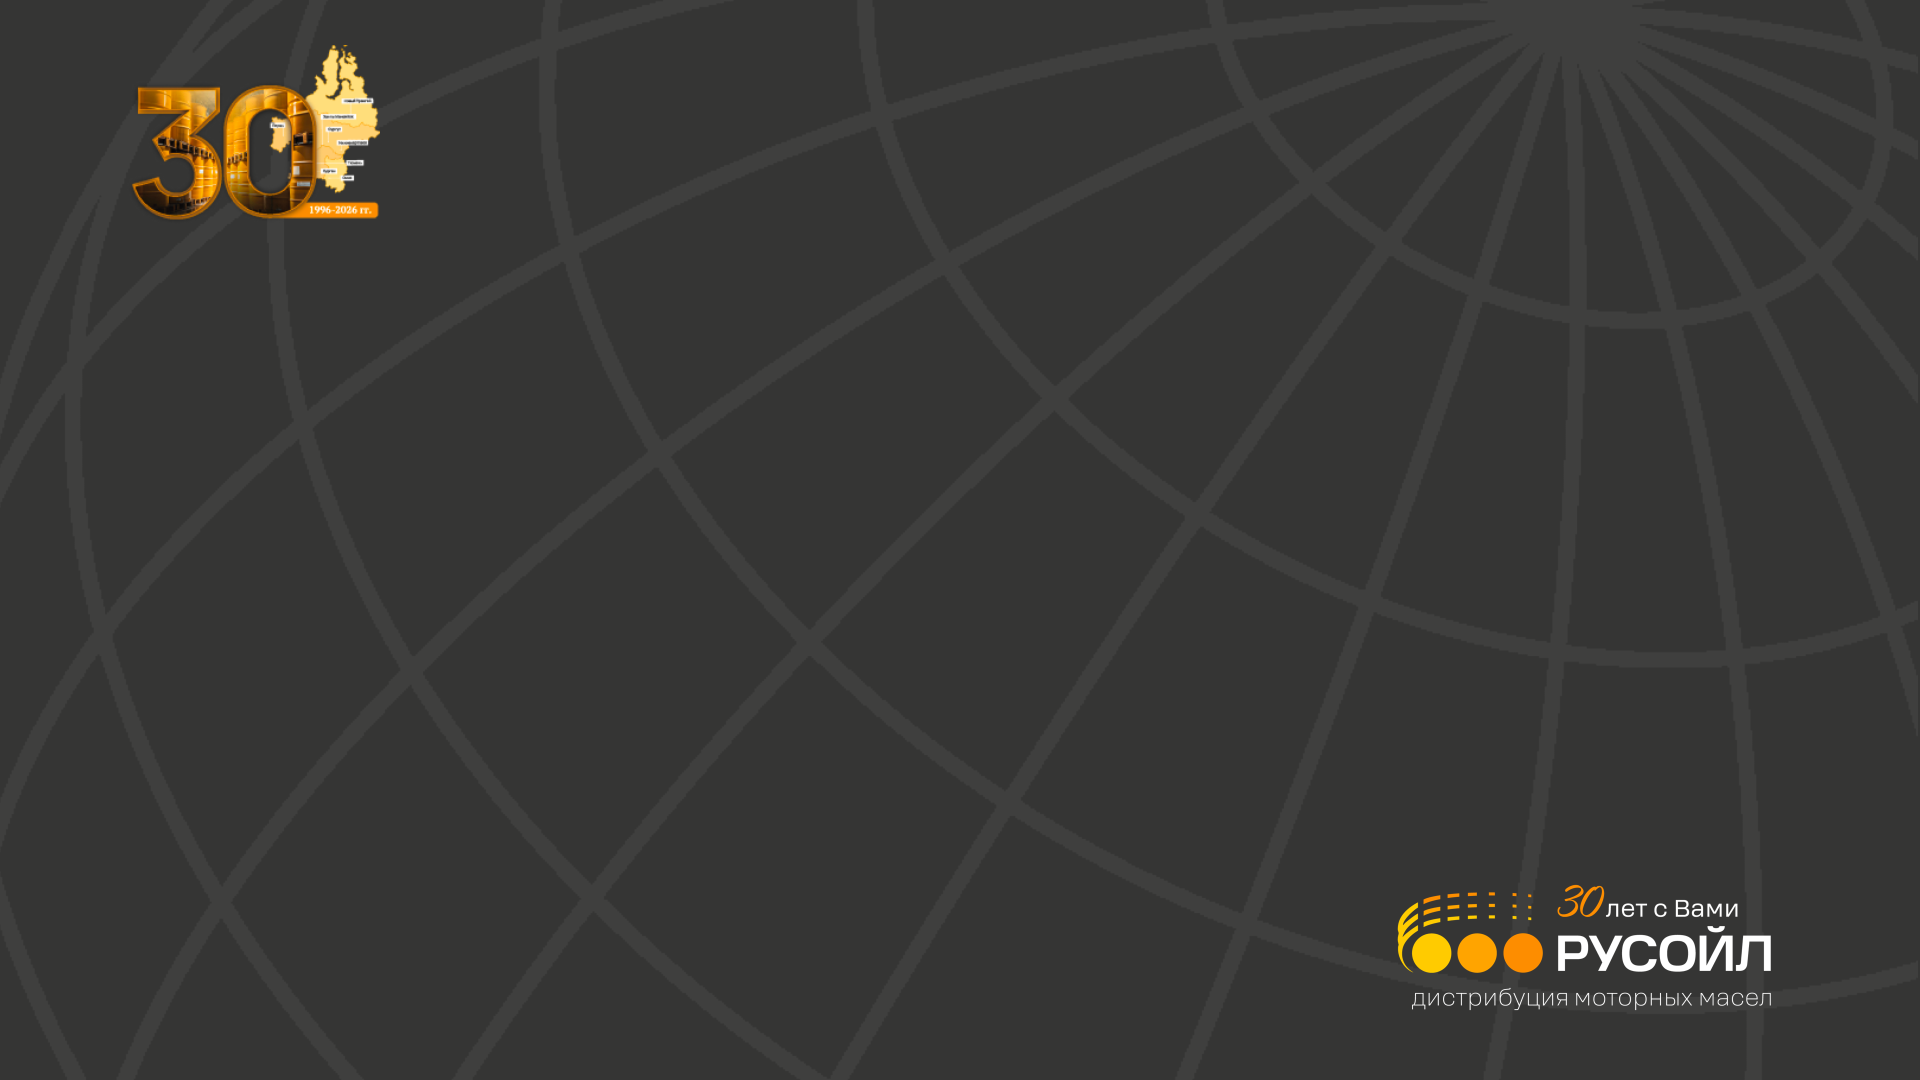 30
1996-2026 гг.
30 лет с Вами
РУСОЙЛ
дистрибуция моторных масел